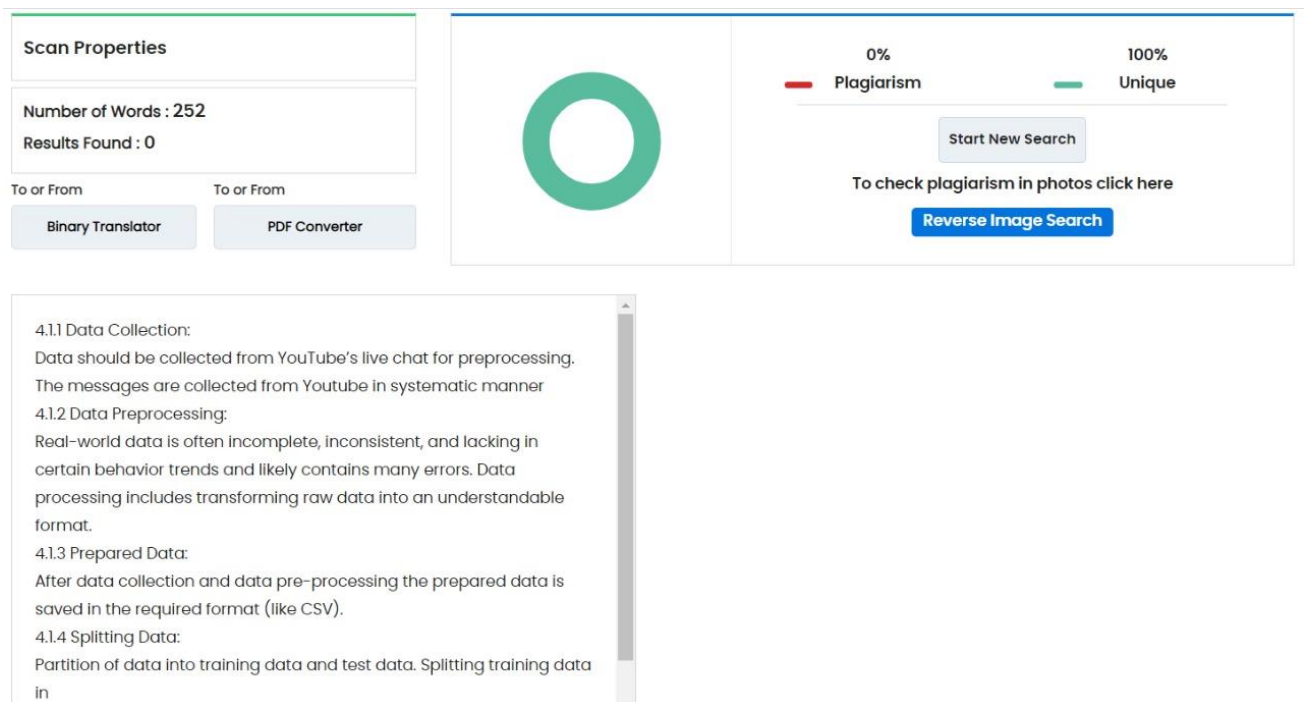 Scan Properties
Number of Words : 252
Results Found : 0
To or From
To or From
Binary Translator
PDF Converter
0%
Plagiarism
100%
Unique
Start New Search
To check plagiarism in photos click here
Reverse Image Search
4.1.1 Data Collection:
Data should be collected from YouTube’s live chat for preprocessing.
The messages are collected from Youtube in systematic manner
4.1.2 Data Preprocessing:
Real-world data is often incomplete, inconsistent, and lacking in
certain behavior trends and likely contains many errors. Data
processing includes transforming raw data into an understandable
format.
4.1.3 Prepared Data:
After data collection and data pre-processing the prepared data is
saved in the required format (like CSV).
4.1.4 Splitting Data:
Partition of data into training data and test data. Splitting training data
in